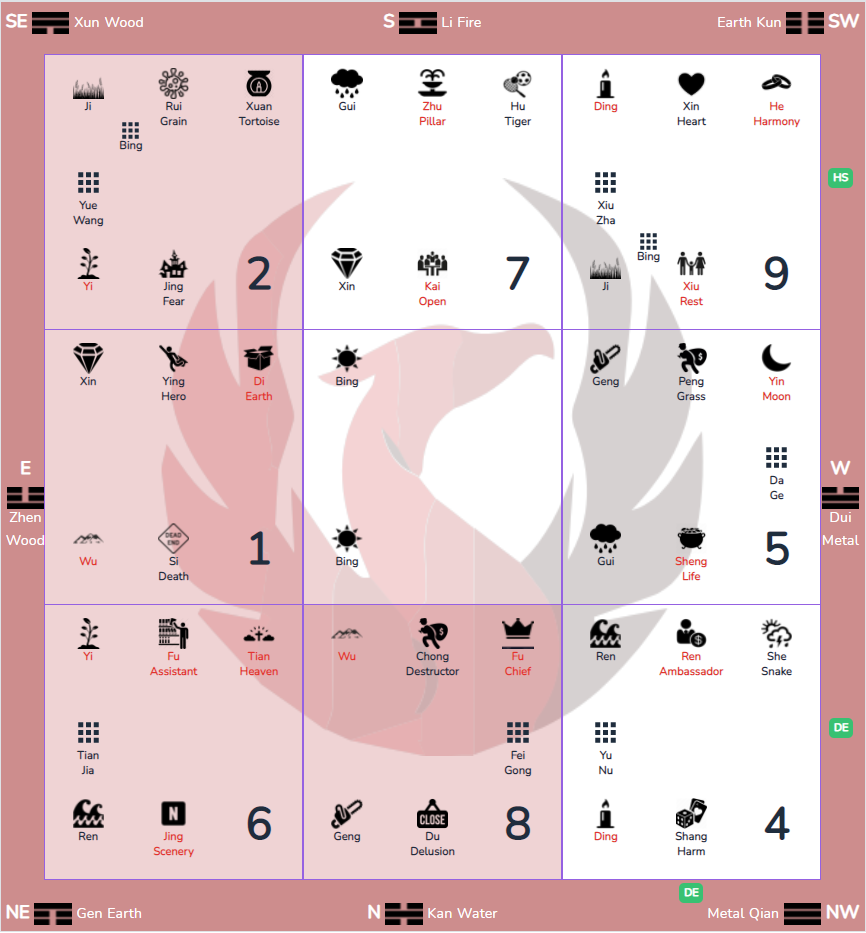 SE Xun Wood
S Li Fire
Earth Kun SW
Ji
Rui
Grain
Xuan
Tortoise
Bing
Yue
Wang
Yi
Jing
Fear
2
Gui
Zhu
Pillar
Hu
Tiger
Xin
Kai
Open
7
Ding
Xin
Heart
He
Harmony
Xiu
Zha
Bing
Ji
Xiu
Rest
9
HS
E
Zhen
Wood
Xin
Ying
Hero
Di
Earth
Wu
DEAD
END
Si
Death
1
Bing
Bing
Geng
Peng
Grass
Yin
Moon
Da
Ge
Gui
Sheng
Life
5
W
Dui
Metal
Yi
Fu
Assistant
Tian
Heaven
Tian
Jia
Ren
N
Jing
Scenery
6
Wu
Chong
Destructor
Fu
Chief
Fei
Gong
Geng
CLOSE
Du
Delusion
8
Ren
Ren
Ambassador
She
Snake
Yu
Nu
Ding
Shang
Harm
4
DE
DE
NE Gen Earth
N Kan Water
Metal Qian NW